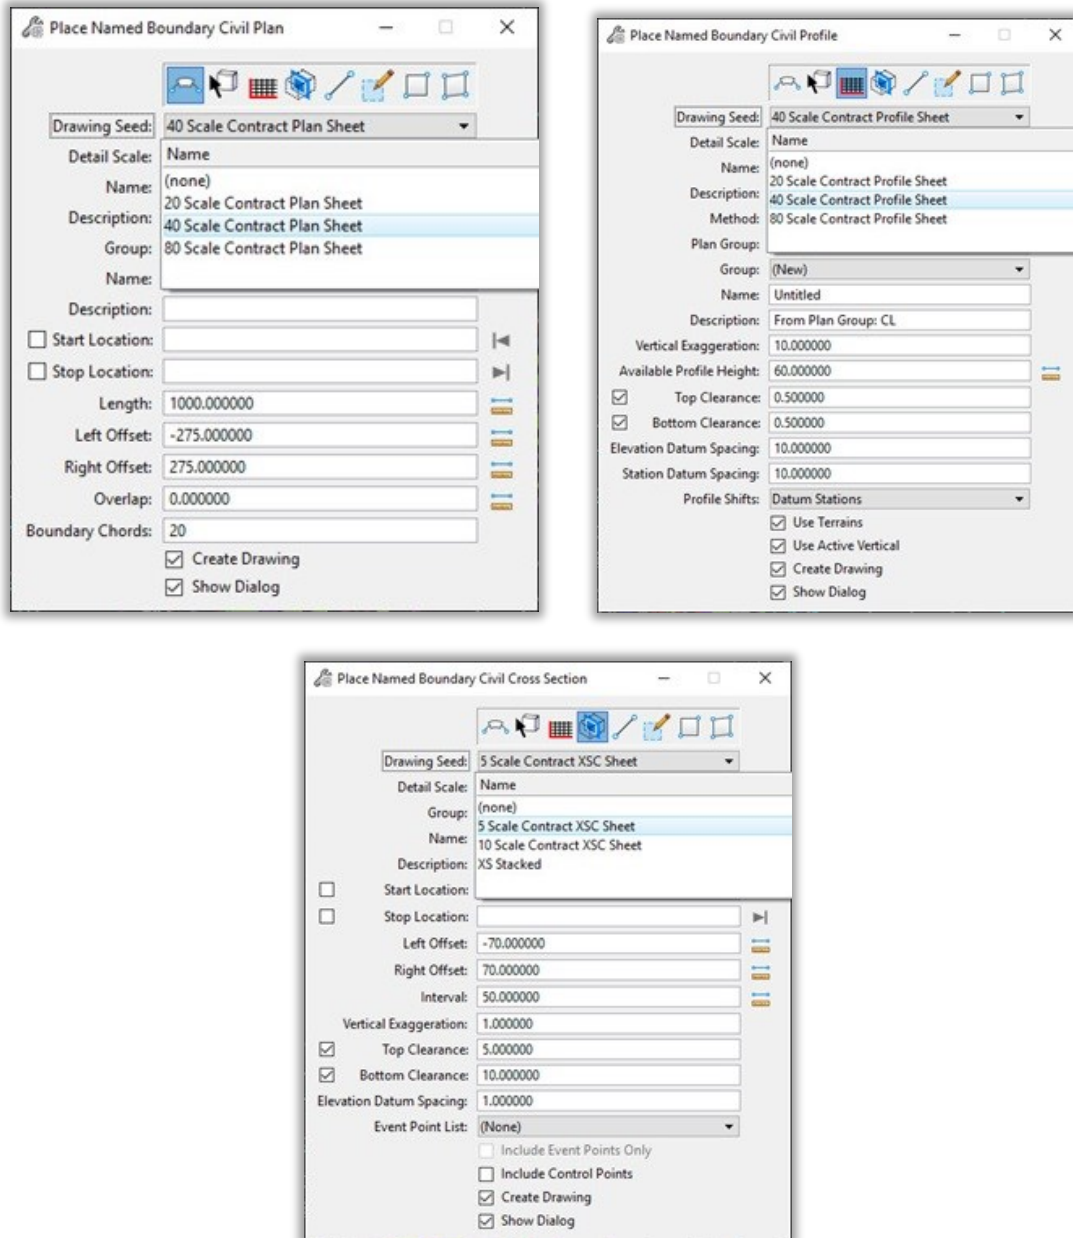 Place Named Boundary Civil Plan
Drawing Seed: 40 Scale Contract Plan Sheet
Detail Scale: Name
Name: (none)
20 Scale Contract Plan Sheet
Description: 40 Scale Contract Plan Sheet
Group: 80 Scale Contract Plan Sheet
Name:
Description:
Start Location:
Stop Location:
Length: 1000.000000
Left Offset: -275.000000
Right Offset: 275.000000
Overlap: 0.000000
Boundary Chords: 20
Create Drawing
Show Dialog
Place Named Boundary Civil Profile
Drawing Seed: 40 Scale Contract Profile Sheet
Detail Scale: Name
Name: (none)
20 Scale Contract Profile Sheet
Description: 40 Scale Contract Profile Sheet
Method: 80 Scale Contract Profile Sheet
Plan Group:
Group: (New)
Name: Untitled
Description: From Plan Group: CL
Vertical Exaggeration: 10.000000
Available Profile Height: 60.000000
Top Clearance: 0.500000
Bottom Clearance: 0.500000
Elevation Datum Spacing: 10.000000
Station Datum Spacing: 10.000000
Profile Shifts: Datum Stations
Use Terrains
Use Active Vertical
Create Drawing
Show Dialog
Place Named Boundary Civil Cross Section
Drawing Seed: 5 Scale Contract XSC Sheet
Detail Scale: Name
Group: (none)
5 Scale Contract XSC Sheet
Name: 10 Scale Contract XSC Sheet
Description: XS Stacked
Start Location:
Stop Location:
Left Offset: -70.000000
Right Offset: 70.000000
Interval: 50.000000
Vertical Exaggeration: 1.000000
Top Clearance: 5.000000
Bottom Clearance: 10.000000
Elevation Datum Spacing: 1.000000
Event Point List: (None)
Include Event Points Only
Include Control Points
Create Drawing
Show Dialog